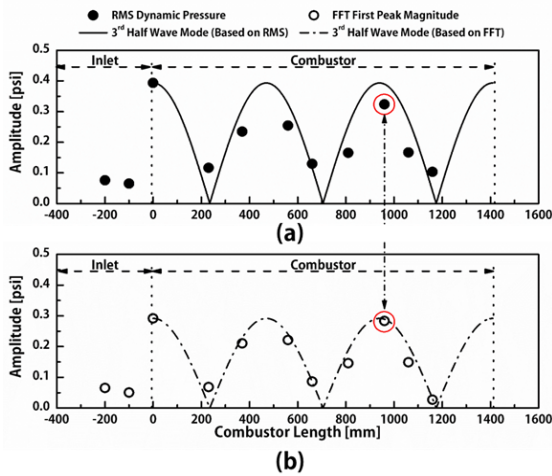 RMS Dynamic Pressure
FFT First Peak Magnitude
3rd Half Wave Mode (Based on RMS)
3rd Half Wave Mode (Based on FFT)
Inlet
Combustor
Amplitude [psi]
0.5
0.4
0.3
0.2
0.1
0.0
-400 -200 0 200 400 600 800 1000 1200 1400 1600
(a)
Inlet
Combustor
Amplitude [psi]
0.5
0.4
0.3
0.2
0.1
0.0
-400 -200 0 200 400 600 800 1000 1200 1400 1600
Combustor Length [mm]
(b)